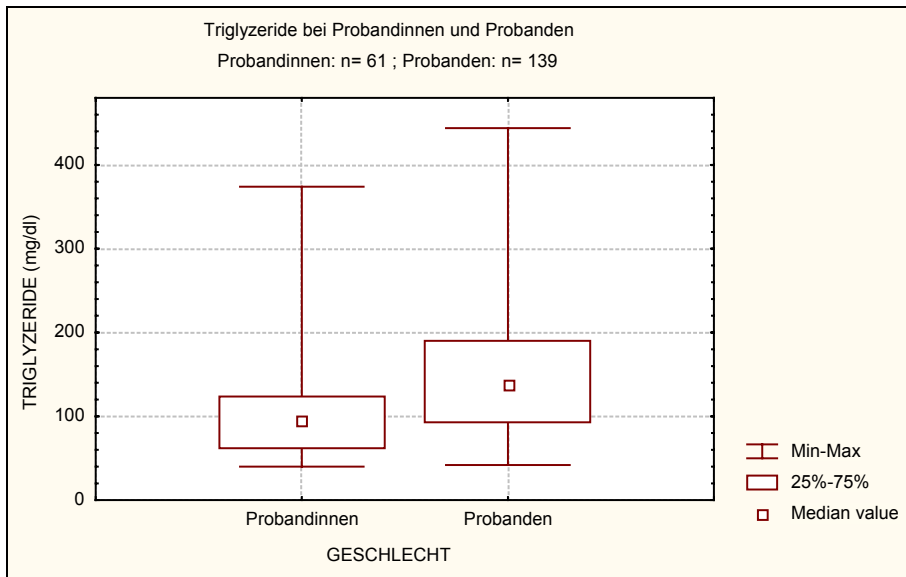 Triglyzeride bei Probandinnen und Probanden
Probandinnen: n= 61 ; Probanden: n= 139
TRIGLYZERIDE (mg/dl)
400
300
200
100
0
Probandinnen
Probanden
GESCHLECHT
Min-Max
25%-75%
Median value